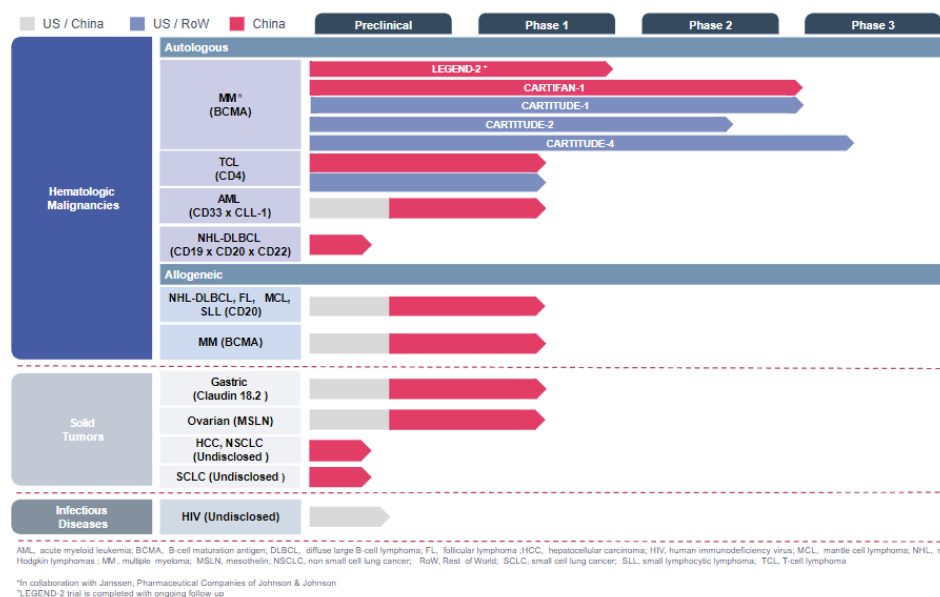 US / China US / RoW China Preclinical Phase 1 Phase 2 Phase 3
Autologous
Hematologic
Malignancies
MM*
(BCMA)
LEGEND-2 +
CARTIFAN-1
CARTITUDE-1
CARTITUDE-2
CARTITUDE-4
TCL
(CD4)
AML
(CD33 x CLL-1)
NHL-DLBCL
(CD19 x CD20 x CD22)
Allogeneic
NHL-DLBCL, FL, MCL,
SLL (CD20)
MM (BCMA)
Solid
Tumors
Gastric
(Claudin 18.2 )
Ovarian (MSLN)
HCC, NSCLC
(Undisclosed )
SCLC (Undisclosed )
Infectious
Diseases
HIV (Undisclosed)
AML, acute myeloid leukemia; BCMA, B-cell maturation antigen; DLBCL, diffuse large B-cell lymphoma; FL, follicular lymphoma ;HCC, hepatocellular carcinoma; HIV, human immunodeficiency virus; MCL, mantle cell lymphoma; NHL,
Hodgkin lymphomas ; MM, multiple myeloma; MSLN, mesothelin; NSCLC, non small cell lung cancer; RoW, Rest of World; SCLC, small cell lung cancer; SLL, small lymphocytic lymphoma; TCL, T-cell lymphoma
*In collaboration with Janssen, Pharmaceutical Companies of Johnson & Johnson
+LEGEND-2 trial is completed with ongoing follow-up